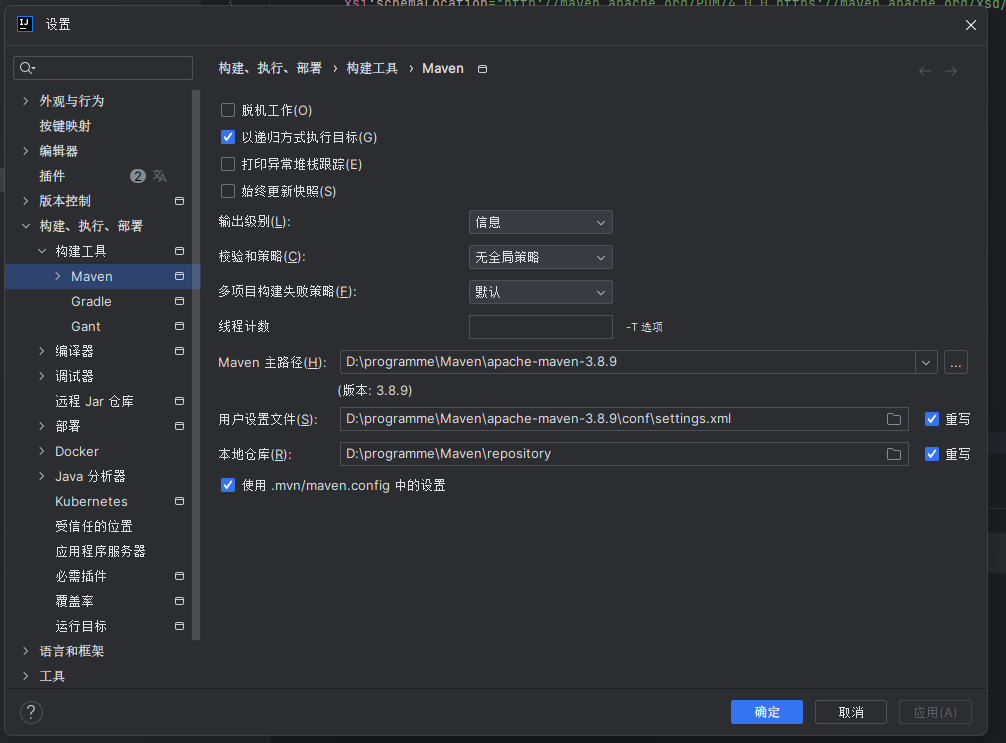 xsi:schemaLocation="http://maven.apache.org/POM/4.0.0 https://maven.apache.org/xsd/
设置
构建、执行、部署 › 构建工具 › Maven
外观与行为
按键映射
编辑器
插件 2
版本控制
构建、执行、部署
构建工具
Maven
Gradle
Gant
编译器
调试器
远程 Jar 仓库
部署
Docker
Java 分析器
Kubernetes
受信任的位置
应用程序服务器
必需插件
覆盖率
运行目标
语言和框架
工具
脱机工作(O)
以递归方式执行目标(G)
打印异常堆栈跟踪(E)
始终更新快照(S)
输出级别(L): 信息
校验和策略(C): 无全局策略
多项目构建失败策略(F): 默认
线程计数 -T 选项
Maven 主路径(H): D:\programme\Maven\apache-maven-3.8.9 ...
(版本: 3.8.9)
用户设置文件(S): D:\programme\Maven\apache-maven-3.8.9\conf\settings.xml 重写
本地仓库(R): D:\programme\Maven\repository 重写
使用 .mvn/maven.config 中的设置
? 确定 取消 应用(A)